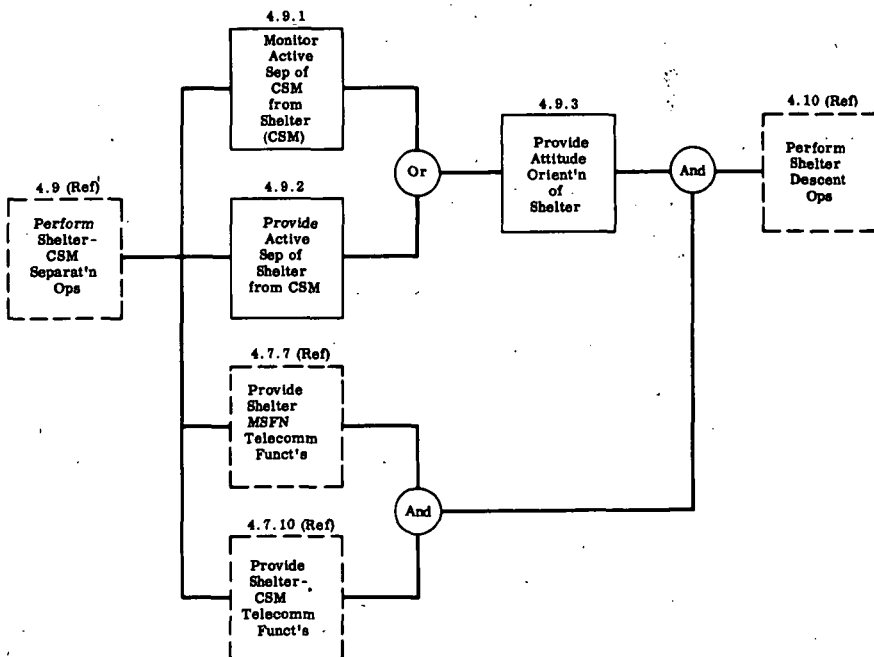 4.9.1
Monitor
Active
Sep of
CSM
from
Shelter
(CSM)
4.9 (Ref)
Perform
Shelter-
CSM
Separat'n
Ops
4.9.2
Provide
Active
Sep of
Shelter
from CSM
Or
4.9.3
Provide
Attitude
Orient'n
of
Shelter
And
4.10 (Ref)
Perform
Shelter
Descent
Ops
4.7.7 (Ref)
Provide
Shelter
MSFN
Telecomm
Funct's
And
4.7.10 (Ref)
Provide
Shelter-
CSM
Telecomm
Funct's